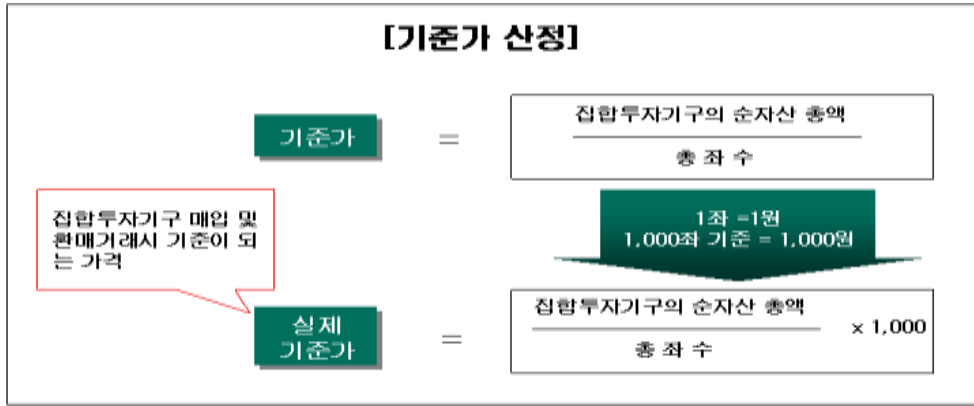 [기준가 산정]
기준가
=
집합투자기구의 순자산 총액
총 좌 수
집합투자기구 매입 및
환매거래시 기준이 되
는 가격
1좌 =1원
1,000좌 기준 = 1,000원
실제
기준가
=
집합투자기구의 순자산 총액
총 좌 수
× 1,000